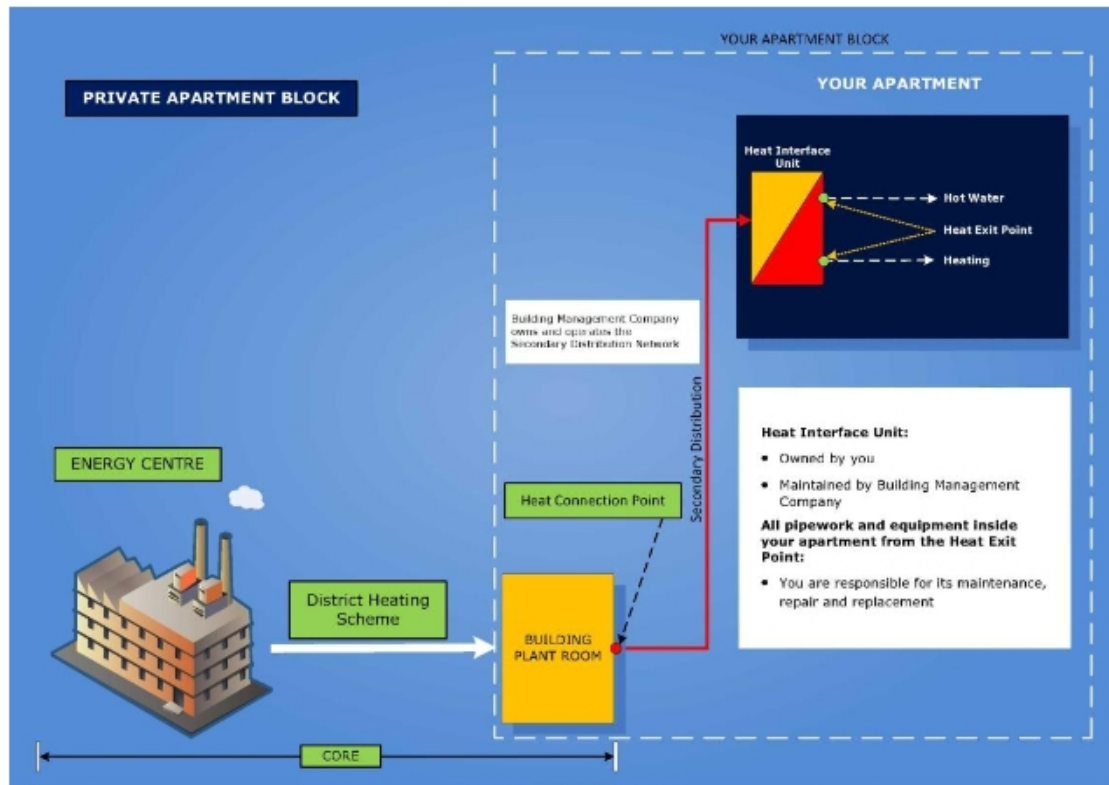 YOUR APARTMENT BLOCK
PRIVATE APARTMENT BLOCK
YOUR APARTMENT
Heat Interface
Unit
Hot Water
Heat Exit Point
Heating
Building Management Company
owns and operates the
Secondary Distribution Network
Secondary Distribution
Heat Interface Unit:
• Owned by you
• Maintained by Building Management
Company
All pipework and equipment inside
your apartment from the Heat Exit
Point:
• You are responsible for its maintenance,
repair and replacement
ENERGY CENTRE
Heat Connection Point
District Heating
Scheme
BUILDING
PLANT ROOM
CORE